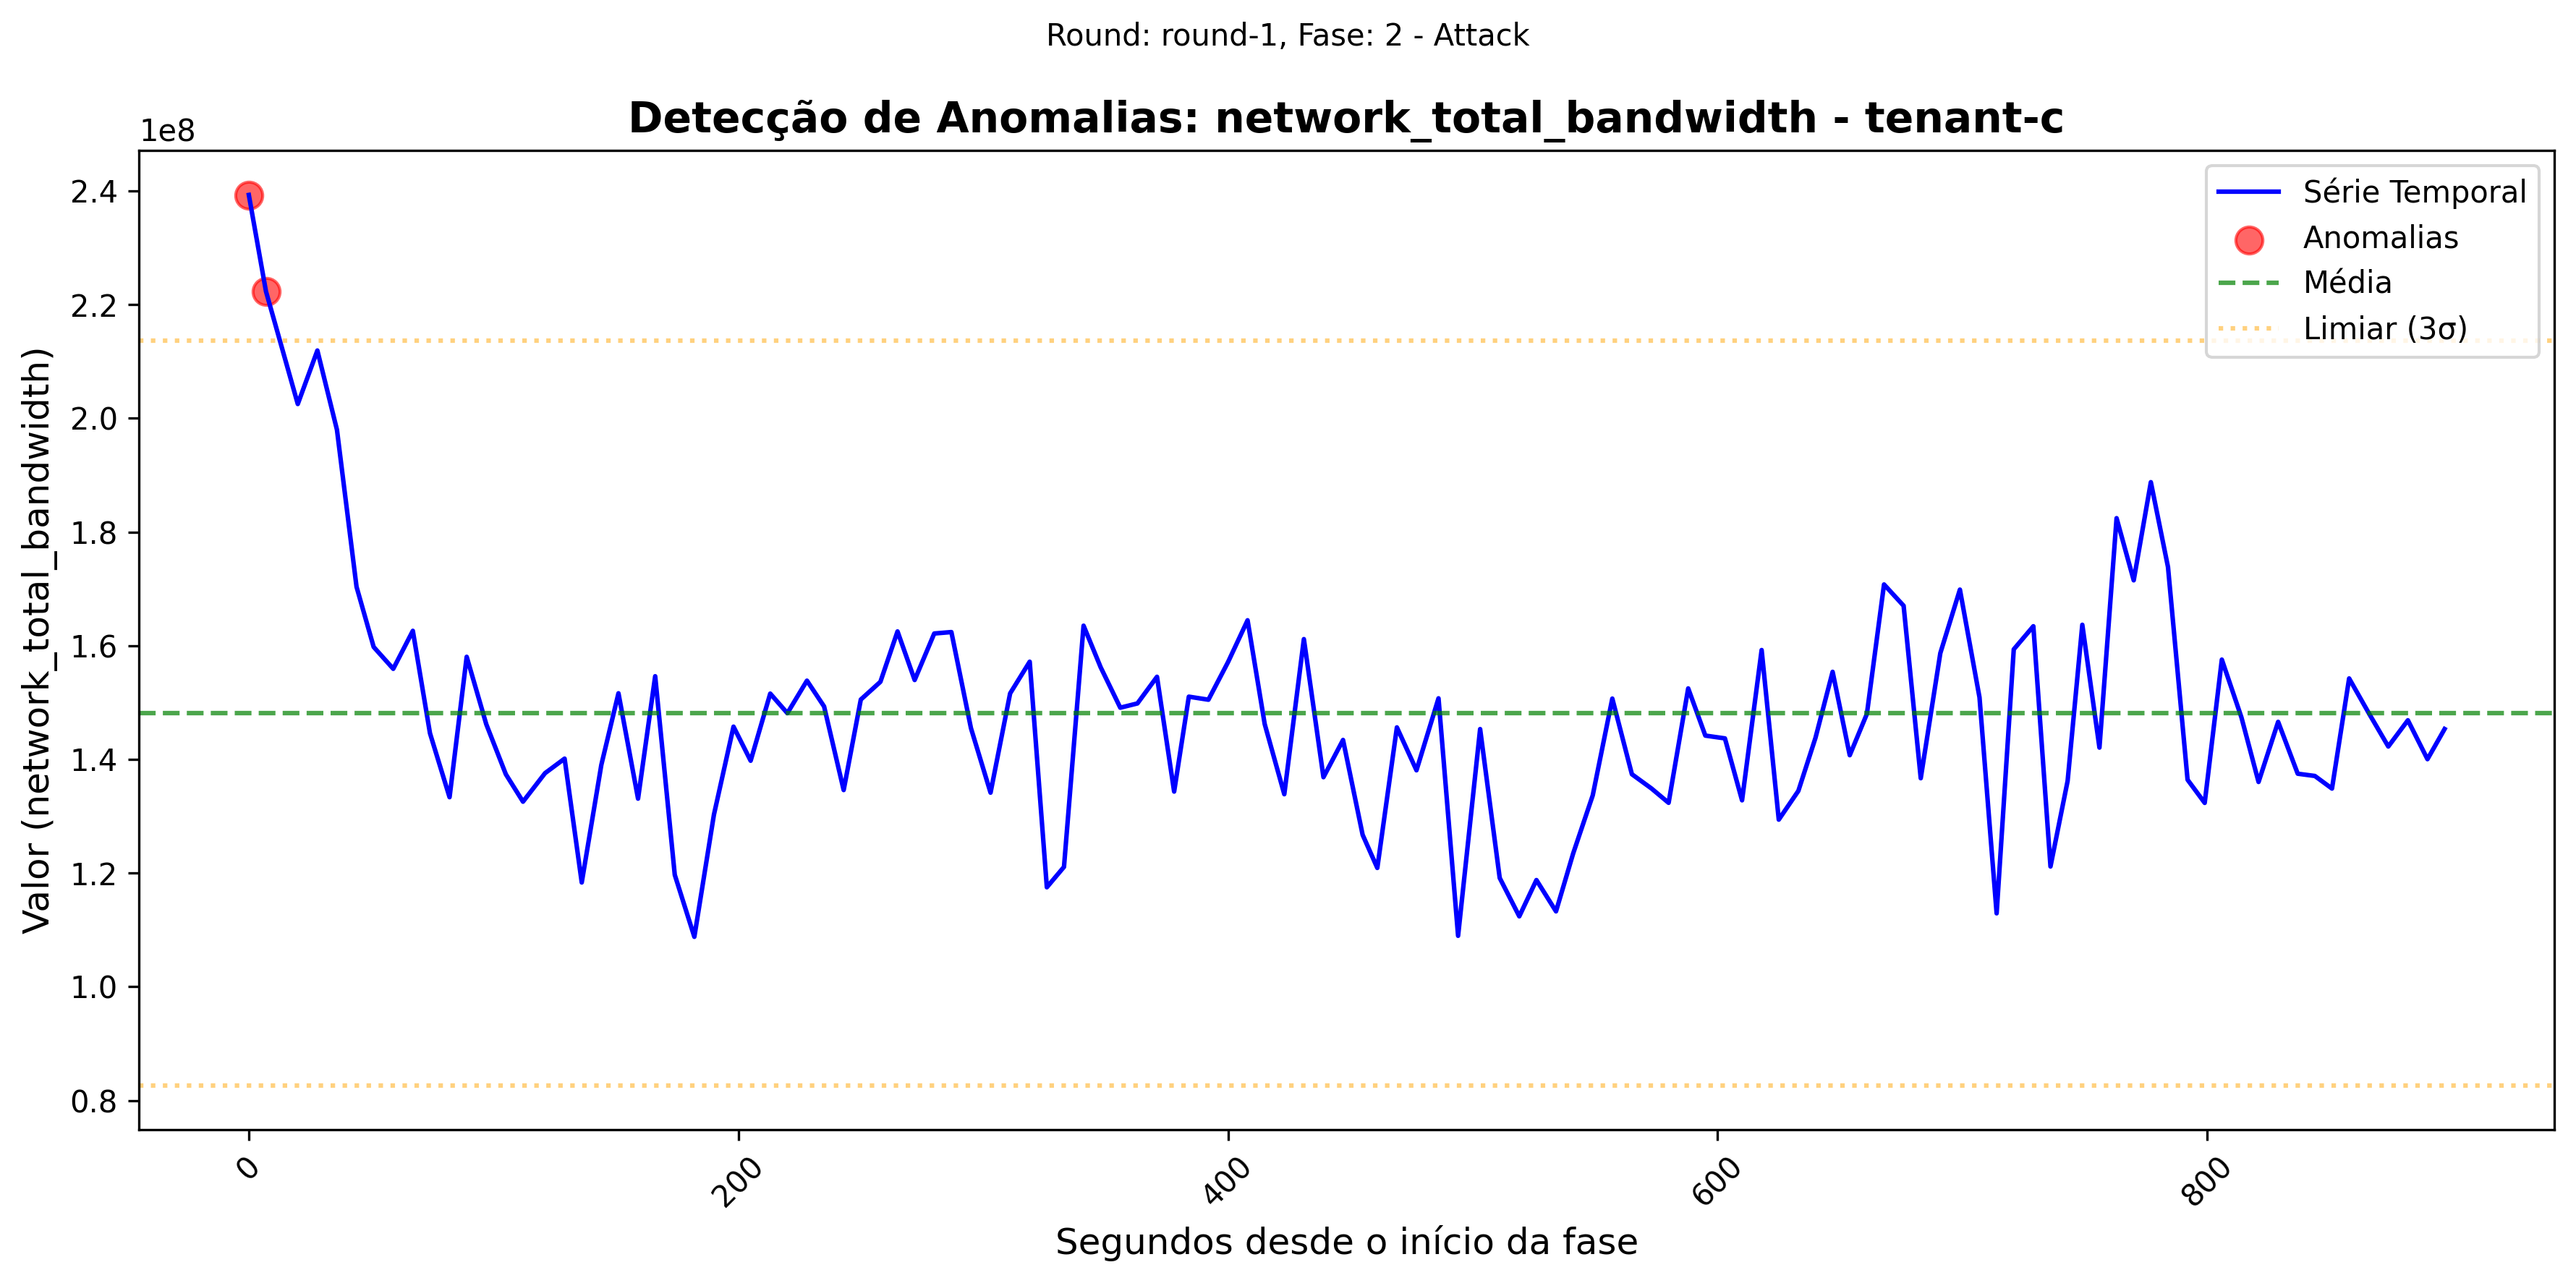 Round: round-1, Fase: 2 - Attack
Detecção de Anomalias: network_total_bandwidth - tenant-c
1e8
2.4
2.2
2.0
1.8
1.6
1.4
1.2
1.0
0.8
Valor (network_total_bandwidth)
Série Temporal
Anomalias
Média
Limiar (3σ)
0
200
400
600
800
Segundos desde o início da fase